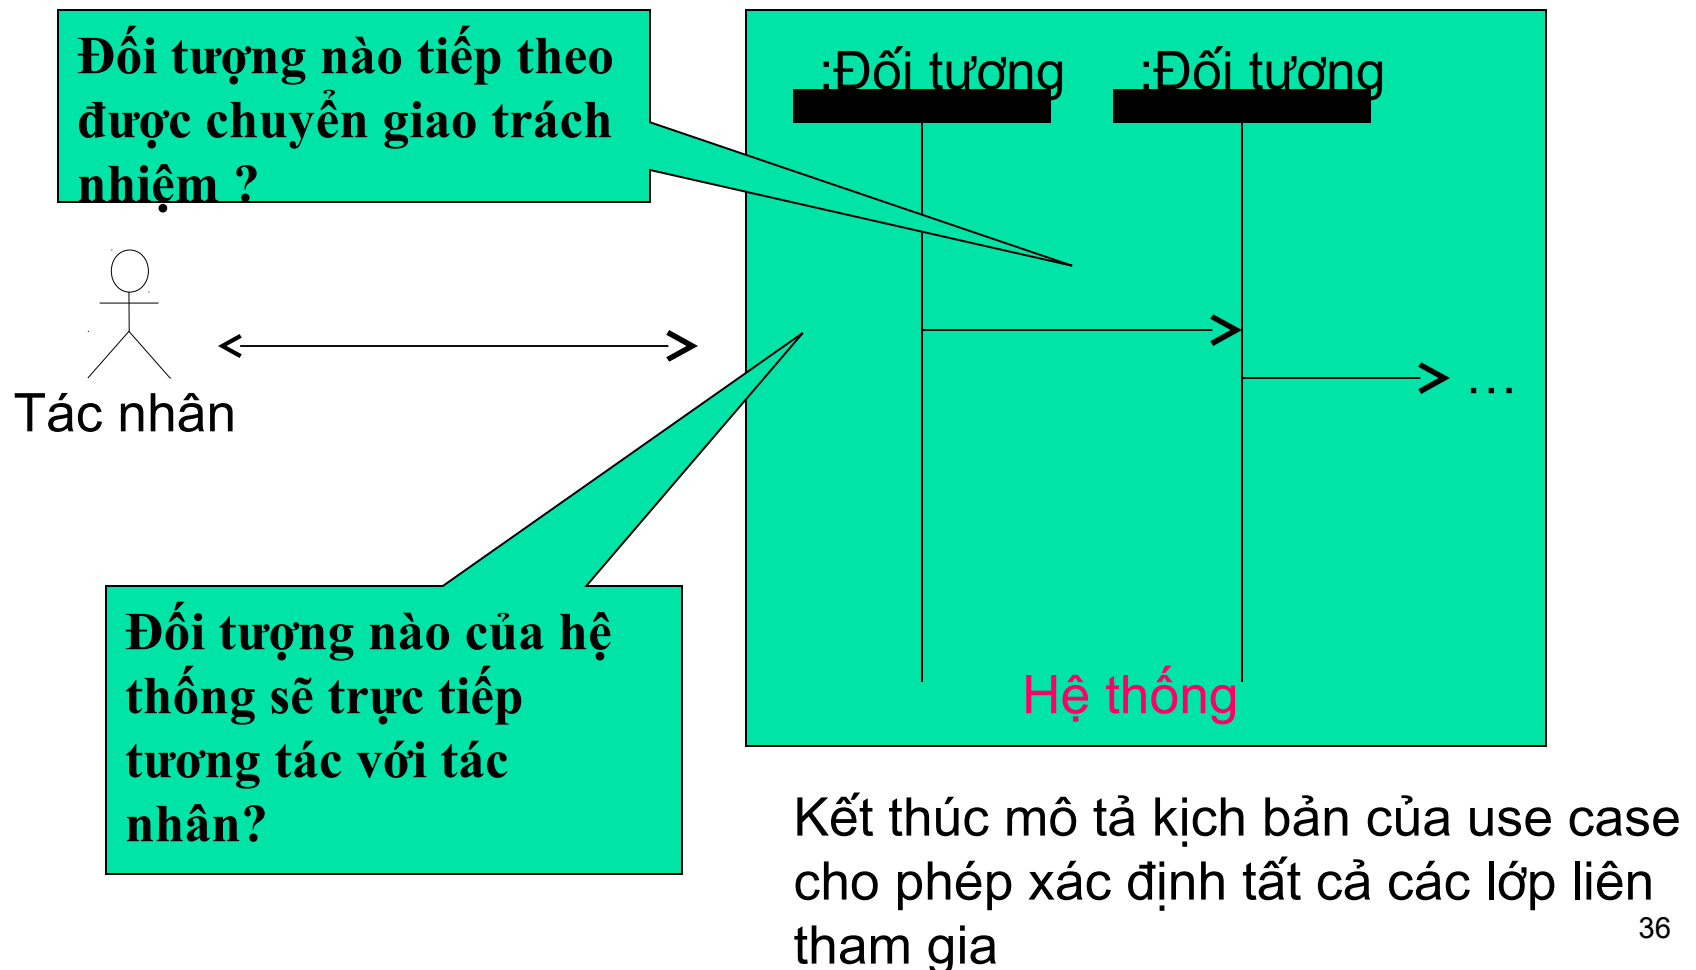 Đối tượng nào tiếp theo
được chuyển giao trách
nhiệm ?
:Đối tương
:Đối tương
Tác nhân
...
Đối tượng nào của hệ
thống sẽ trực tiếp
tương tác với tác
nhân?
Hệ thống
Kết thúc mô tả kịch bản của use case
cho phép xác định tất cả các lớp liên
tham gia
36